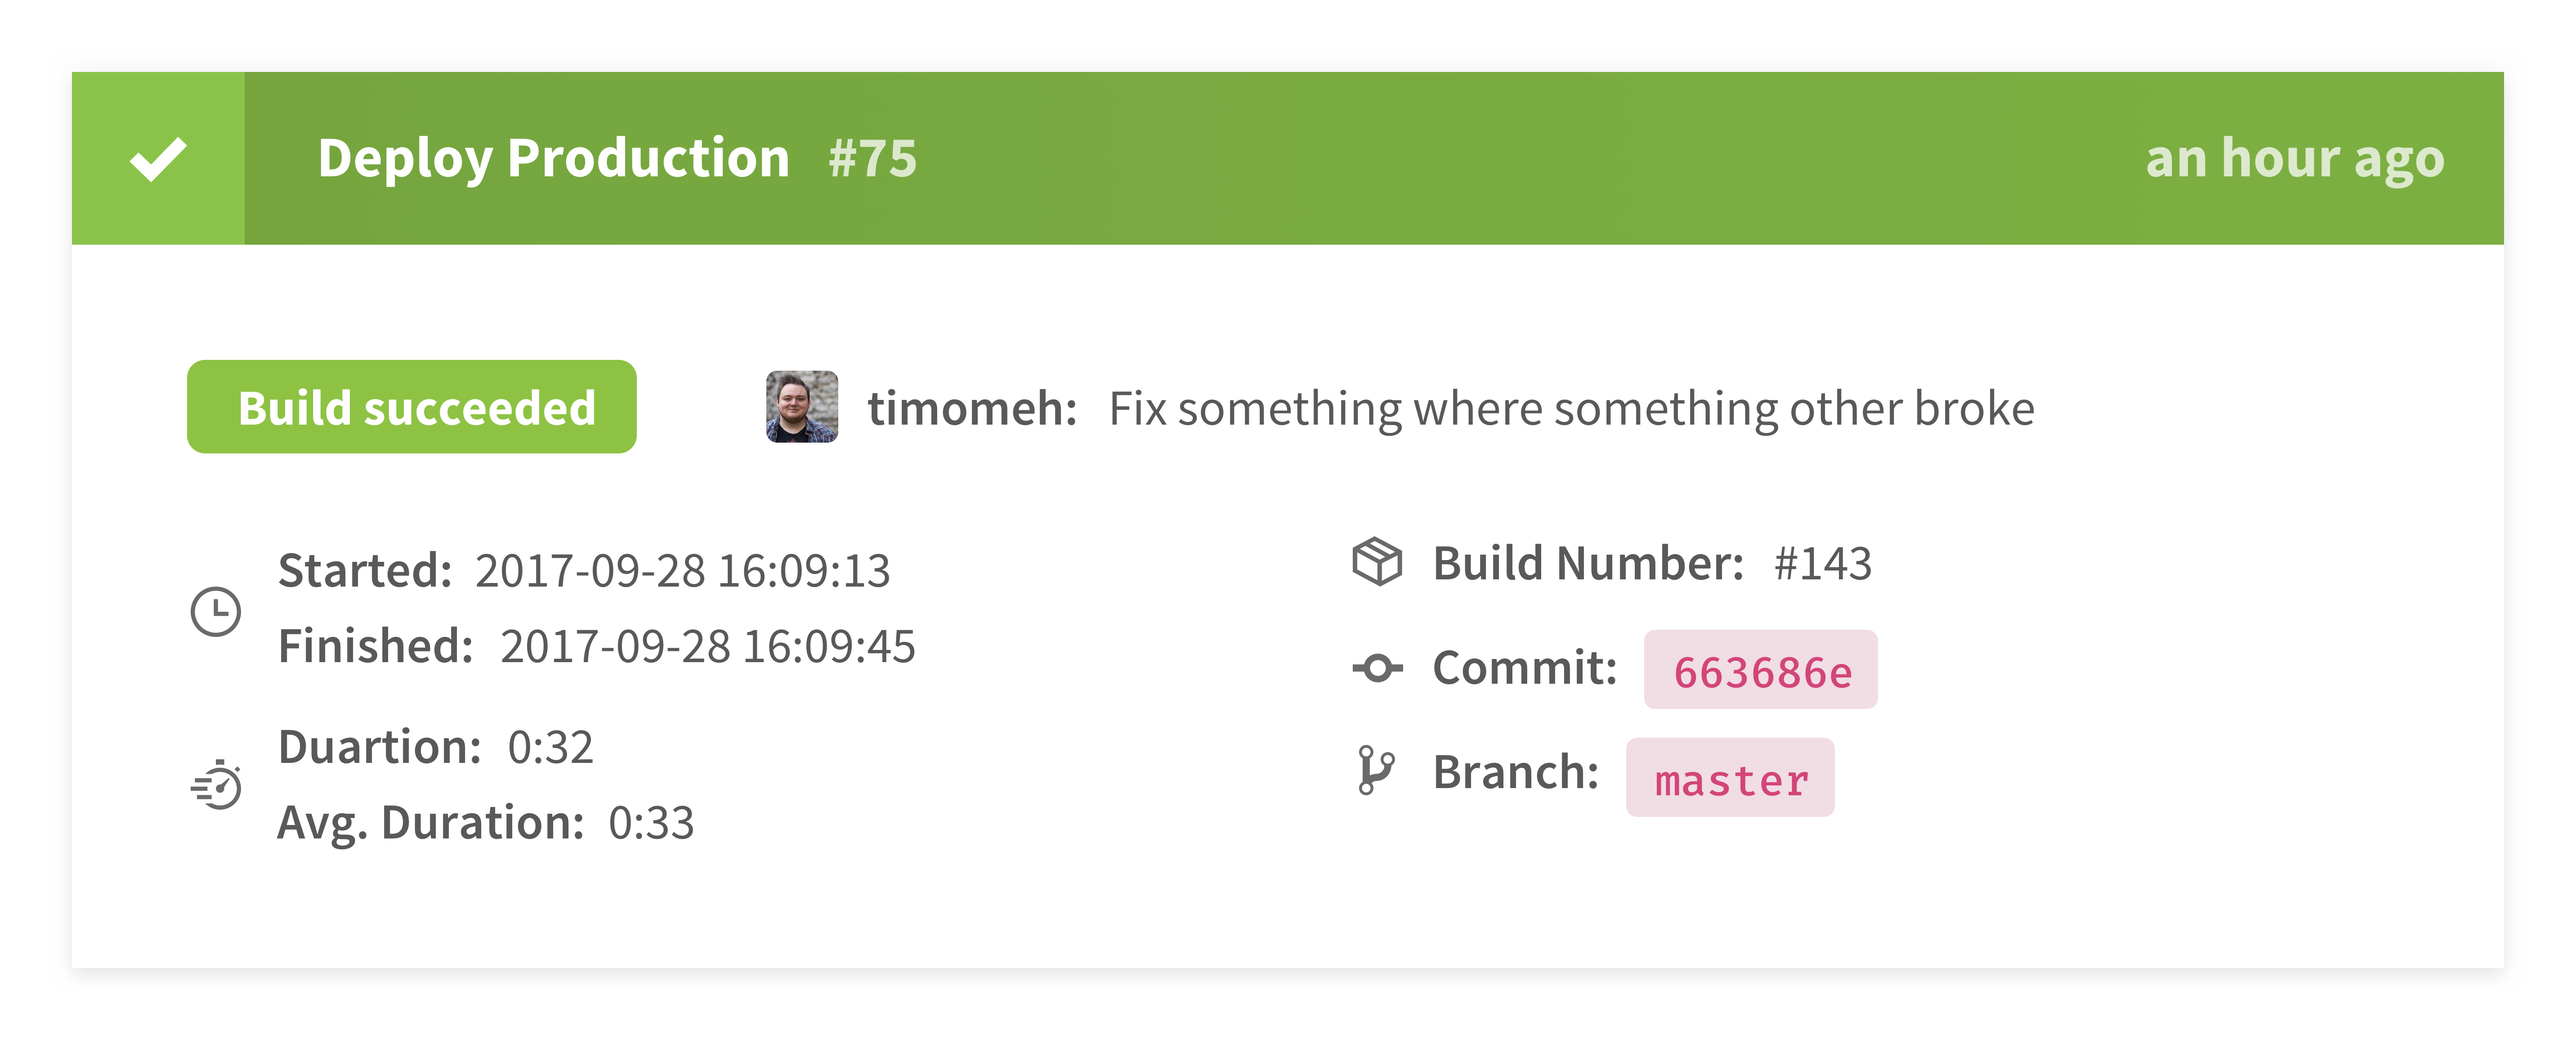 Deploy Production #75 an hour ago
Build succeeded
timomeh: Fix something where something other broke
Started: 2017-09-28 16:09:13
Finished: 2017-09-28 16:09:45
Duartion: 0:32
Avg. Duration: 0:33
Build Number: #143
Commit: 663686e
Branch: master